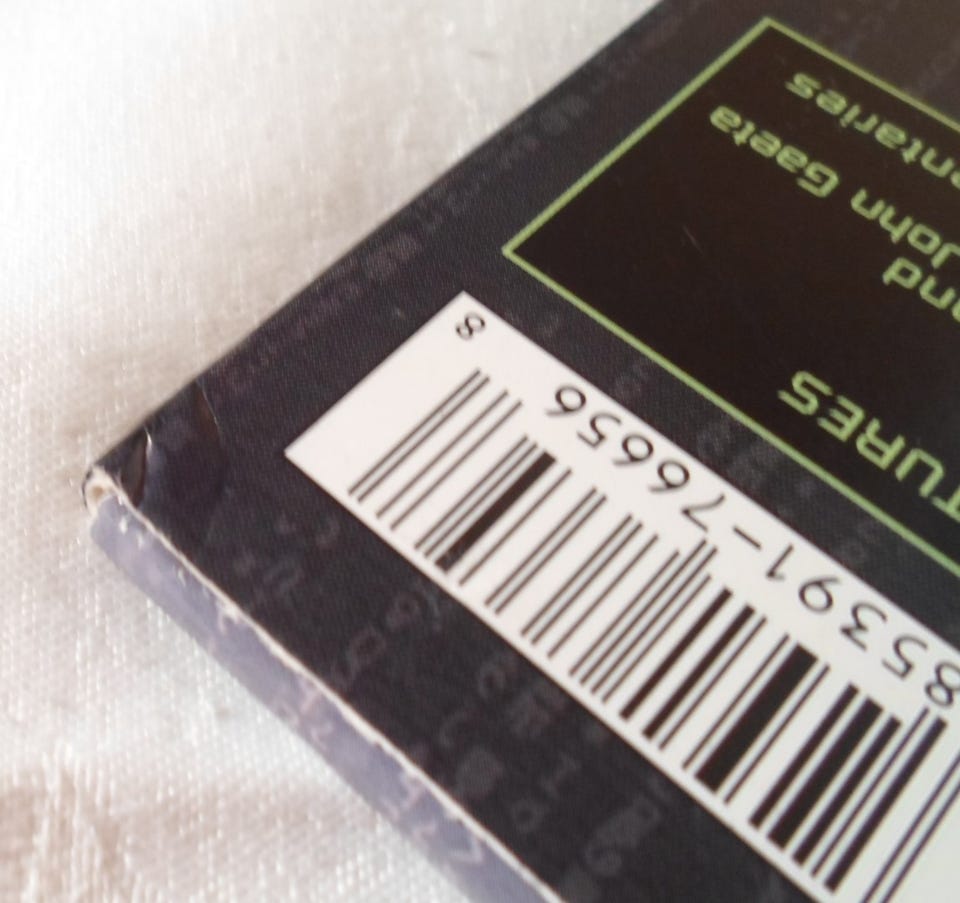 85391-76656 8
TURES
and
John Gaeta
entaries